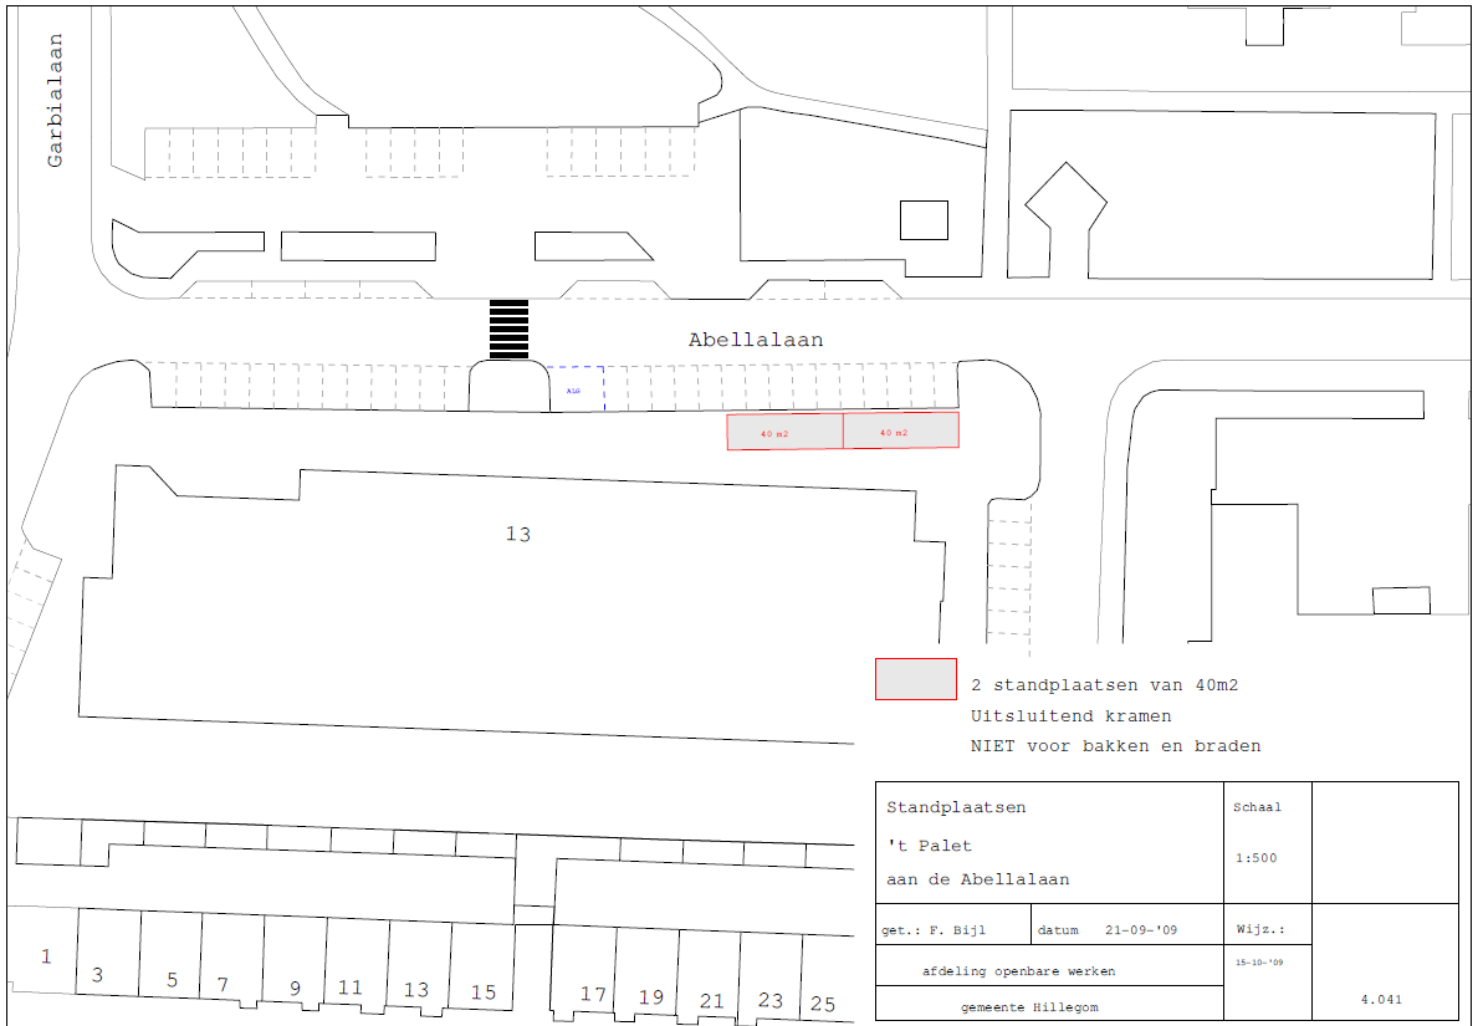 Garbialaan
Abellalaan
ALG
40 m2
40 m2
13
2 standplaatsen van 40m2
Uitsluitend kramen
NIET voor bakken en braden
Standplaatsen
't Palet
aan de Abellalaan
Schaal
1:500
get.: F. Bijl
datum 21-09-'09
Wijz.:
15-10-'09
afdeling openbare werken
gemeente Hillegom
4.041
1
3
5
7
9
11
13
15
17
19
21
23
25